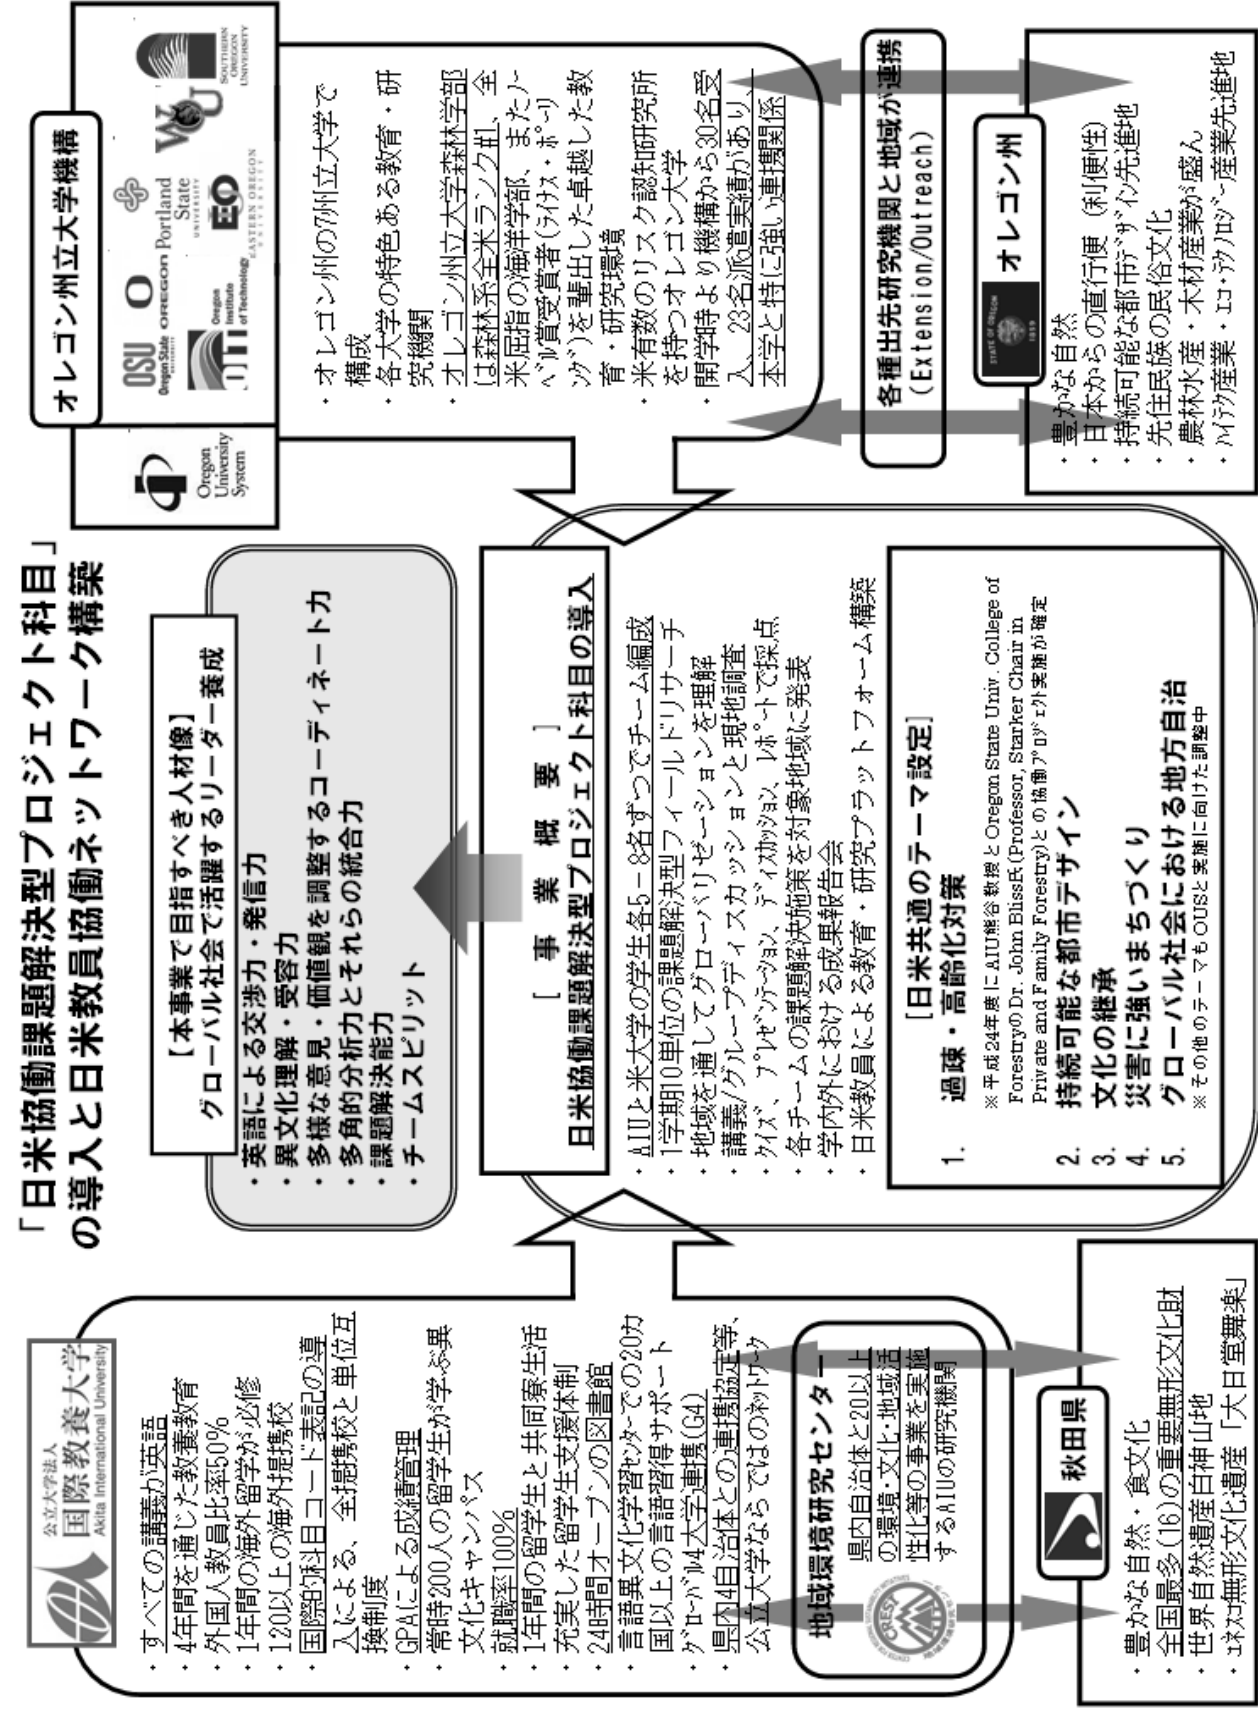 「日米協働課題解決型プロジェクト科目」
の導入と日米教員協働ネットワーク構築
公立大学法人
国際教養大学
Akita International University
・すべての講義が英語
・4年間を通じた教養教育
・外国人教員比率50%
・1年間の海外留学が必修
・120以上の海外提携校
・国際的科目コード表記の導
入による、全提携校と単位互
換制度
・GPAによる成績管理
・常時200人の留学生が学ぶ異
文化キャンパス
・就職率100%
・1年間の留学生と共同寮生活
・充実した留学生支援体制
・24時間オープンの図書館
・言語異文化学習センターでの20カ
国以上の言語習得サポート
・グローバル4大学連携(G4)
・県内4自治体との連携協定等、
公立大学ならではのネットワーク
地域環境研究センター
県内自治体と20以上
の環境・文化・地域活
性化等の事業を実施
するAIUの研究機関
CRESI
秋田県
・豊かな自然・食文化
・全国最多(16)の重要無形文化財
・世界自然遺産白神山地
・ユネスコ無形文化遺産「大日堂舞楽」
【本事業で目指すべき人材像】
グローバル社会で活躍するリーダー養成
・英語による交渉力・発信力
・異文化理解・受容力
・多様な意見・価値観を調整するコーディネート力
・多角的分析力とそれらの統合力
・課題解決能力
・チームスピリット
[ 事 業 概 要 ]
日米協働課題解決型プロジェクト科目の導入
・AIUと米大学の学生各5-8名ずつでチーム編成
・1学期10単位の課題解決型フィールドリサーチ
・地域を通してグローバリゼーションを理解
・講義/グループディスカッションと現地調査
・クイズ、プレゼンテーション、ディスカッション、レポートで採点
・各チームの課題解決施策を対象地域に発表
・学内外における成果報告会
・日米教員による教育・研究プラットフォーム構築
[日米共通のテーマ設定]
1. 過疎・高齢化対策
※平成24年度にAIU熊谷教授とOregon State Univ. College of
ForestryのDr. John Bliss氏(Professor, Starker Chair in
Private and Family Forestry)との協働プロジェクト実施が確定
2. 持続可能な都市デザイン
3. 文化の継承
4. 災害に強いまちづくり
5. グローバル社会における地方自治
※その他のテーマもOUSと実施に向けた調整中
オレゴン州立大学機構
Oregon
University
System
OSU
Oregon State
UNIVERSITY
O
OREGON
Portland
State
UNIVERSITY
WOU
SOUTHERN
OREGON
UNIVERSITY
OIT
Oregon
Institute
of Technology
EO
EASTERN OREGON
UNIVERSITY
・オレゴン州の7州立大学で
構成
・各大学の特色ある教育・研
究機関
・オレゴン州立大学森林学部
は森林系全米ランク#1、全
米屈指の海洋学部、またノー
ベル賞受賞者(ライナス・ポーリ
ング)を輩出した卓越した教
育・研究環境
・米有数のリスク認知研究所
を持つオレゴン大学
・開学時より機構から30名受
入、23名派遣実績があり、
本学と特に強い連携関係
各種出先研究機関と地域が連携
(Extension/Outreach)
STATE OF OREGON
1859
オレゴン州
・豊かな自然
・日本からの直行便(利便性)
・持続可能な都市デザイン先進地
・先住民族の民俗文化
・農林水産・木材産業が盛ん
・ハイテク産業・エコ・テクノロジー産業先進地